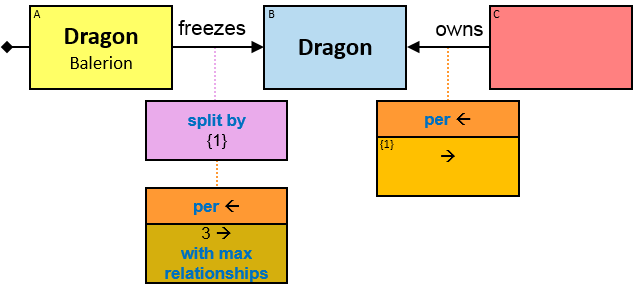 A
Dragon
Balerion
freezes
B
Dragon
owns
C
split by
{1}
per ←
3 →
with max
relationships
per ←
{1}
→